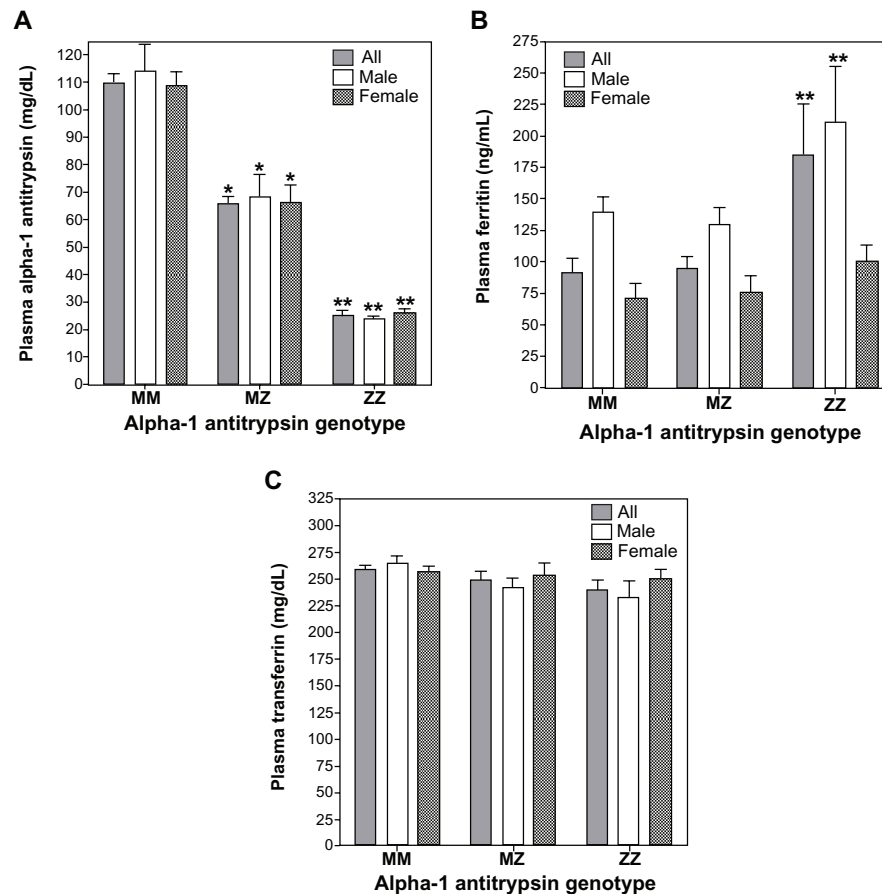 A
Plasma alpha-1 antitrypsin (mg/dL)
120
110
100
90
80
70
60
50
40
30
20
10
0
All
Male
Female
*
*
*
**
**
**
MM
MZ
ZZ
Alpha-1 antitrypsin genotype
B
Plasma ferritin (ng/mL)
275
250
225
200
175
150
125
100
75
50
25
0
All
Male
Female
**
**
MM
MZ
ZZ
Alpha-1 antitrypsin genotype
C
Plasma transferrin (mg/dL)
325
300
275
250
225
200
175
150
125
100
75
50
25
0
All
Male
Female
MM
MZ
ZZ
Alpha-1 antitrypsin genotype